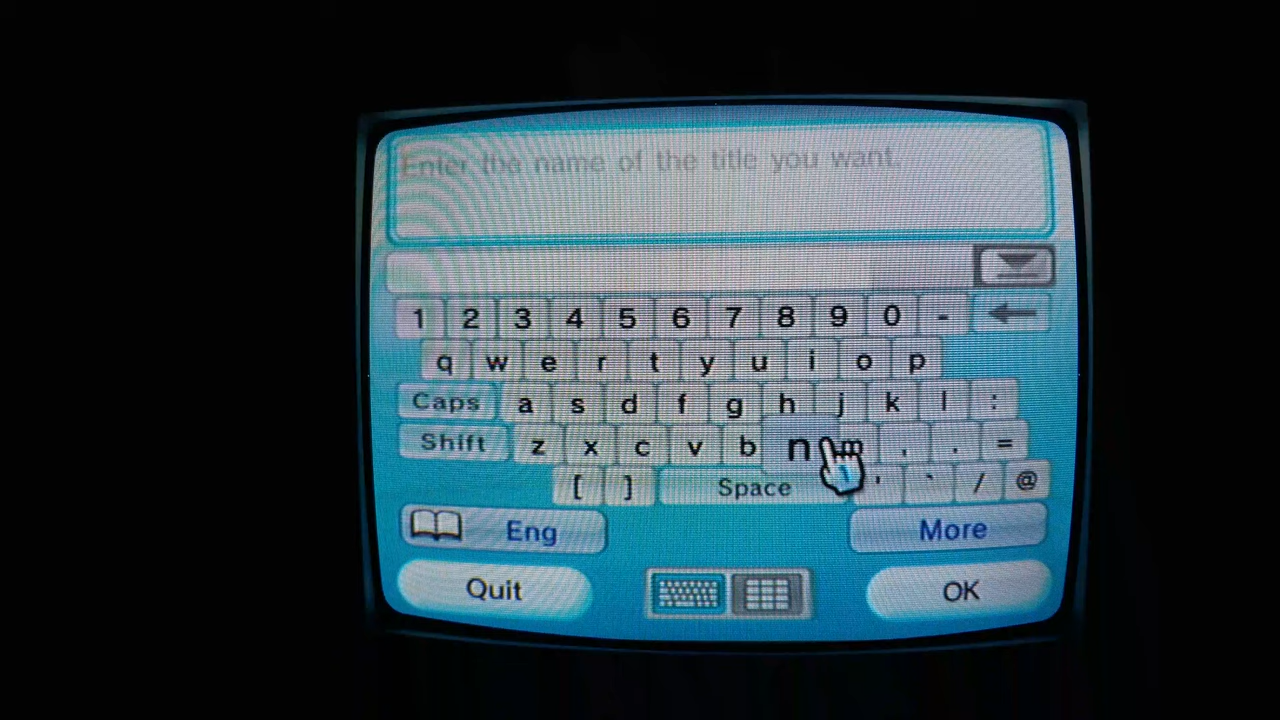 Enter the name of the title you want.
1 2 3 4 5 6 7 8 9 0 -
q w e r t y u i o p
Caps a s d f g h j k l :
Shift z x c v b n m , . =
[ ] Space ' ` / @
Eng More
Quit OK